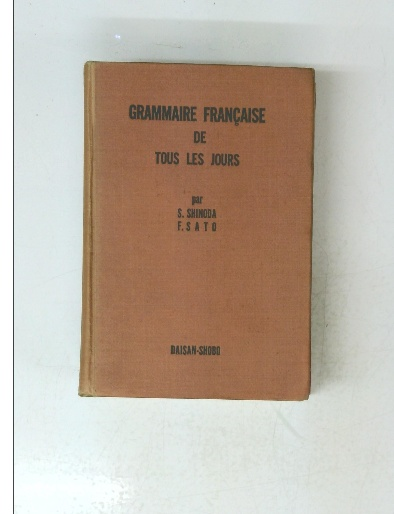 GRAMMAIRE FRANÇAISE
DE
TOUS LES JOURS
par
S. SHINODA
F. SATO
DAISAN-SHOBO